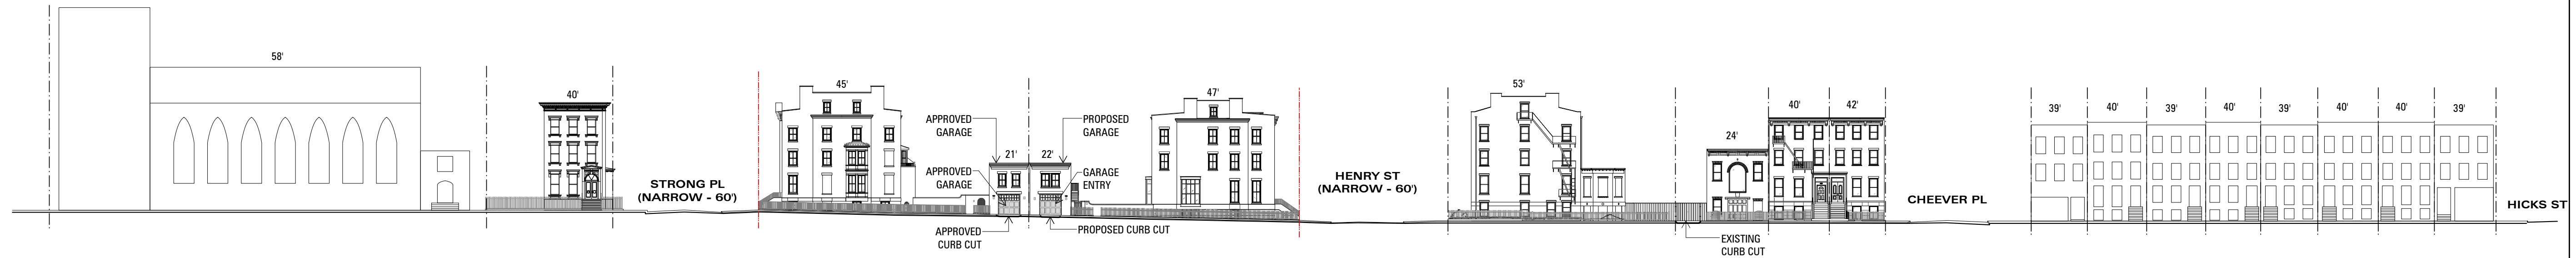 58'
40'
STRONG PL
(NARROW - 60')
45'
APPROVED
GARAGE
APPROVED
GARAGE
21'
22'
PROPOSED
GARAGE
GARAGE
ENTRY
APPROVED
CURB CUT
PROPOSED CURB CUT
47'
HENRY ST
(NARROW - 60')
53'
24'
EXISTING
CURB CUT
40'
42'
CHEEVER PL
39'
40'
39'
40'
39'
40'
40'
39'
HICKS ST